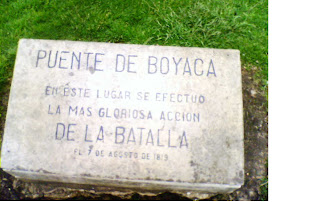 PUENTE DE BOYACA
EN ESTE LUGAR SE EFECTUO
LA MAS GLORIOSA ACCION
DE LA BATALLA
EL 7 DE AGOSTO DE 1819